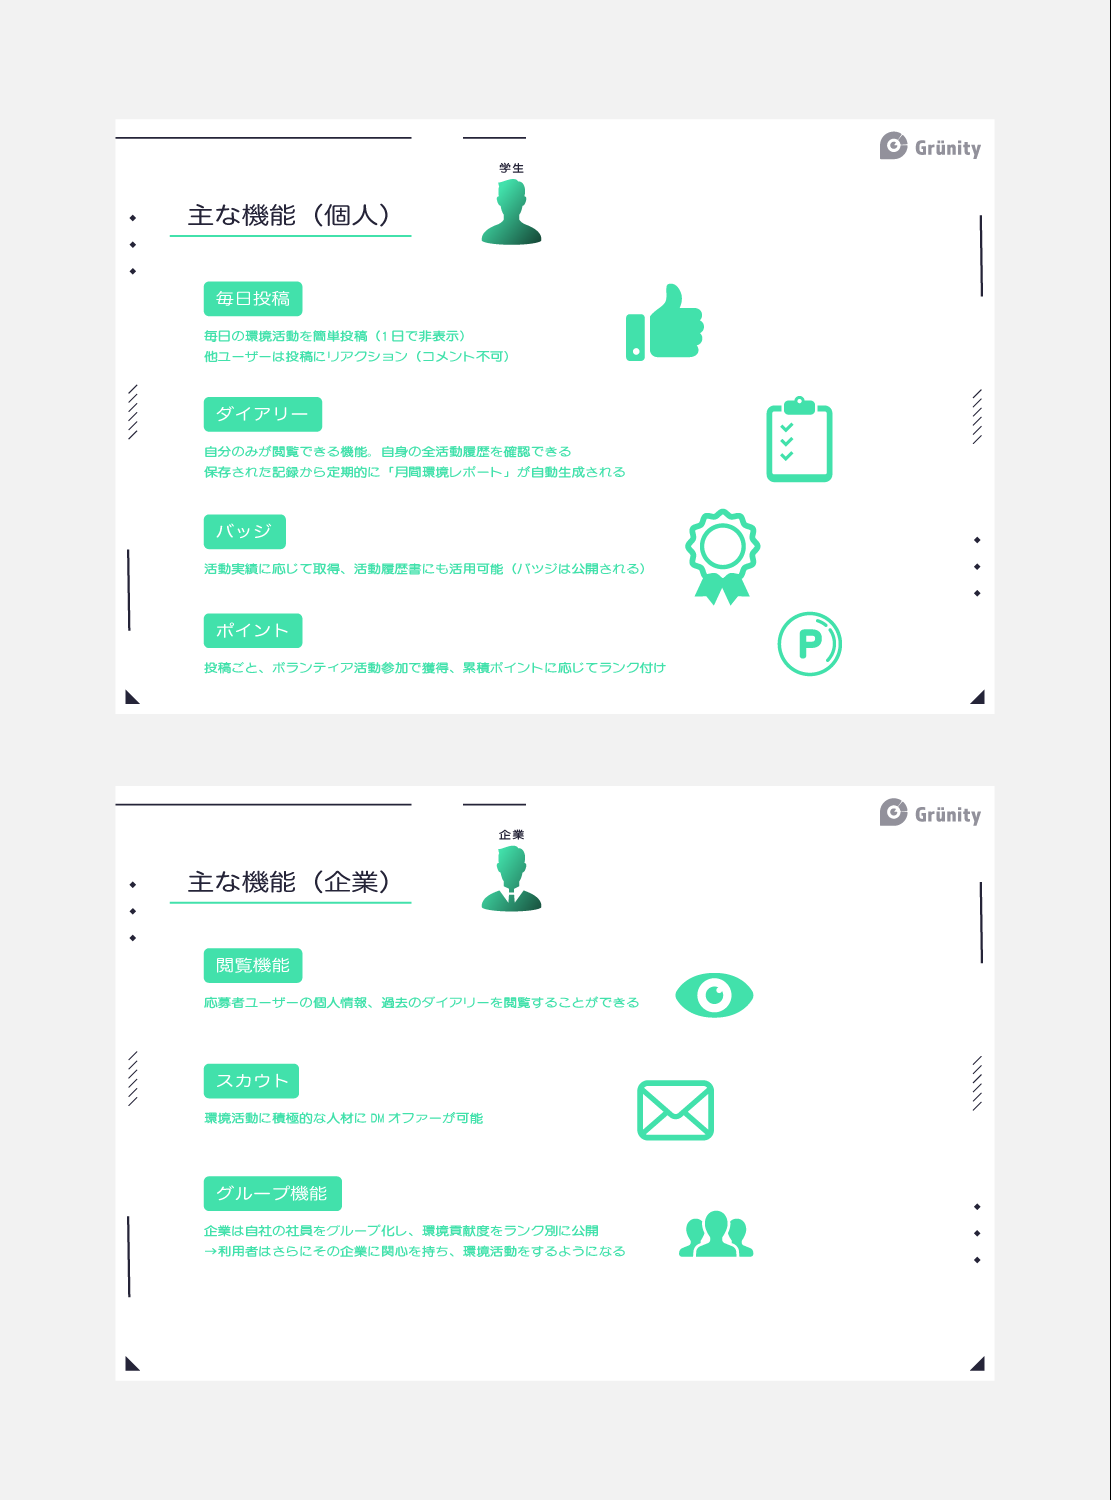 Grünity
学生
主な機能（個人）
毎日投稿
毎日の環境活動を簡単投稿（1日で非表示）
他ユーザーは投稿にリアクション（コメント不可）
ダイアリー
自分のみが閲覧できる機能。自身の全活動履歴を確認できる
保存された記録から定期的に「月間環境レポート」が自動生成される
バッジ
活動実績に応じて取得、活動履歴書にも活用可能（バッジは公開される）
ポイント
投稿ごと、ボランティア活動参加で獲得、累積ポイントに応じてランク付け
P
Grünity
企業
主な機能（企業）
閲覧機能
応募者ユーザーの個人情報、過去のダイアリーを閲覧することができる
スカウト
環境活動に積極的な人材に DM オファーが可能
グループ機能
企業は自社の社員をグループ化し、環境貢献度をランク別に公開
→利用者はさらにその企業に関心を持ち、環境活動をするようになる